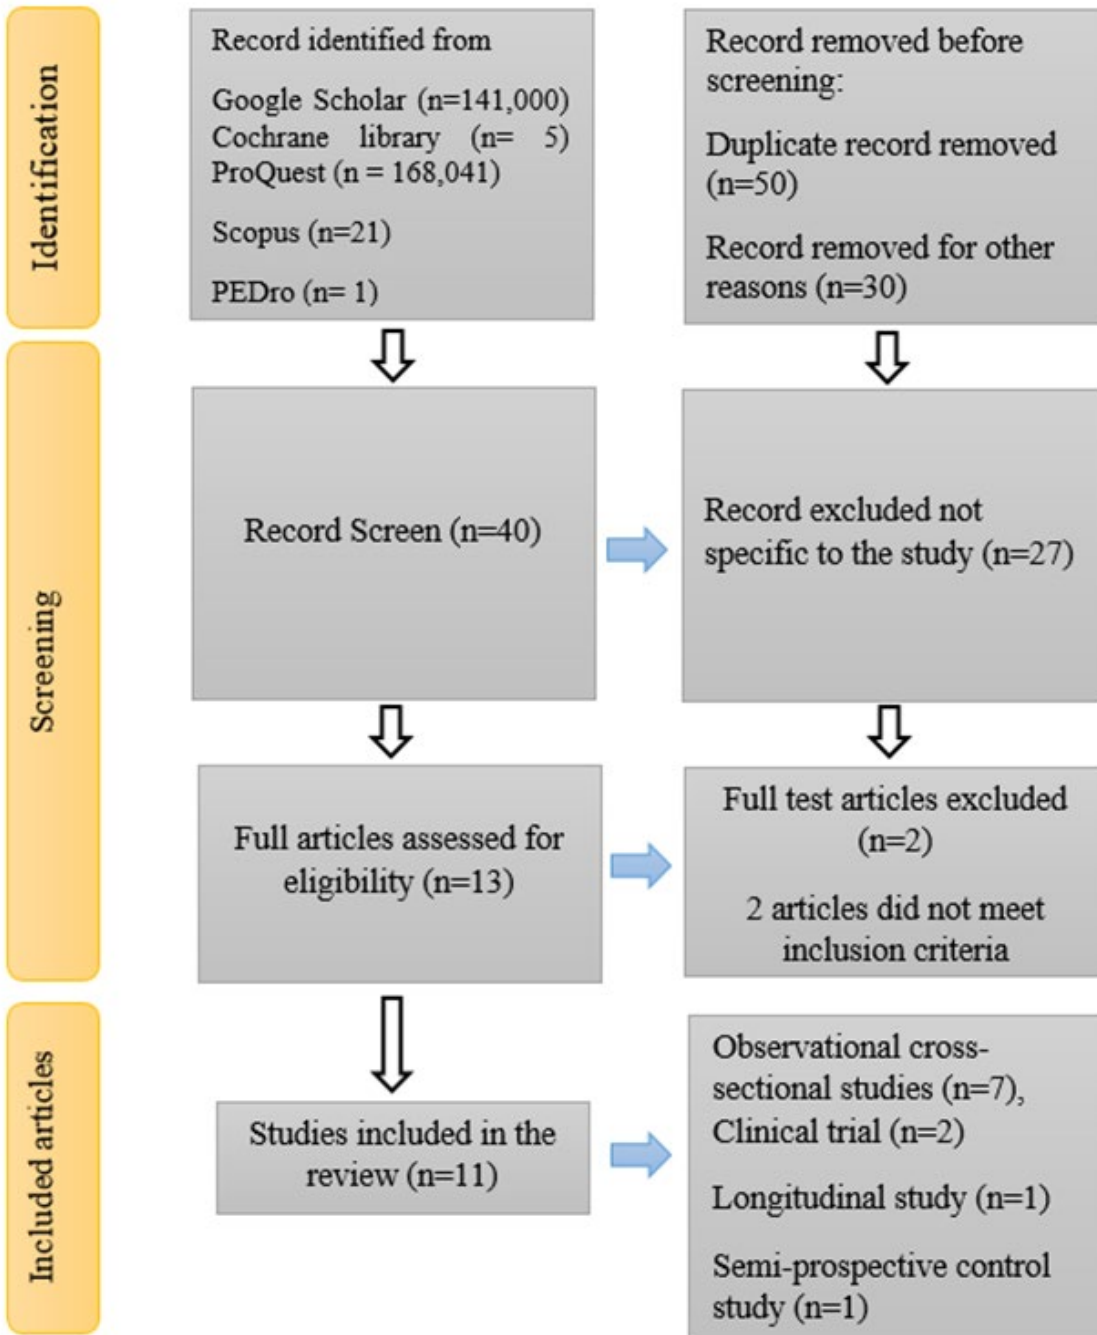 Identification
Record identified from
Google Scholar (n=141,000)
Cochrane library (n= 5)
ProQuest (n = 168,041)
Scopus (n=21)
PEDro (n= 1)
Record removed before
screening:
Duplicate record removed
(n=50)
Record removed for other
reasons (n=30)
Screening
Record Screen (n=40)
Record excluded not
specific to the study (n=27)
Full articles assessed for
eligibility (n=13)
Full test articles excluded
(n=2)
2 articles did not meet
inclusion criteria
Included articles
Studies included in the
review (n=11)
Observational cross-
sectional studies (n=7),
Clinical trial (n=2)
Longitudinal study (n=1)
Semi-prospective control
study (n=1)